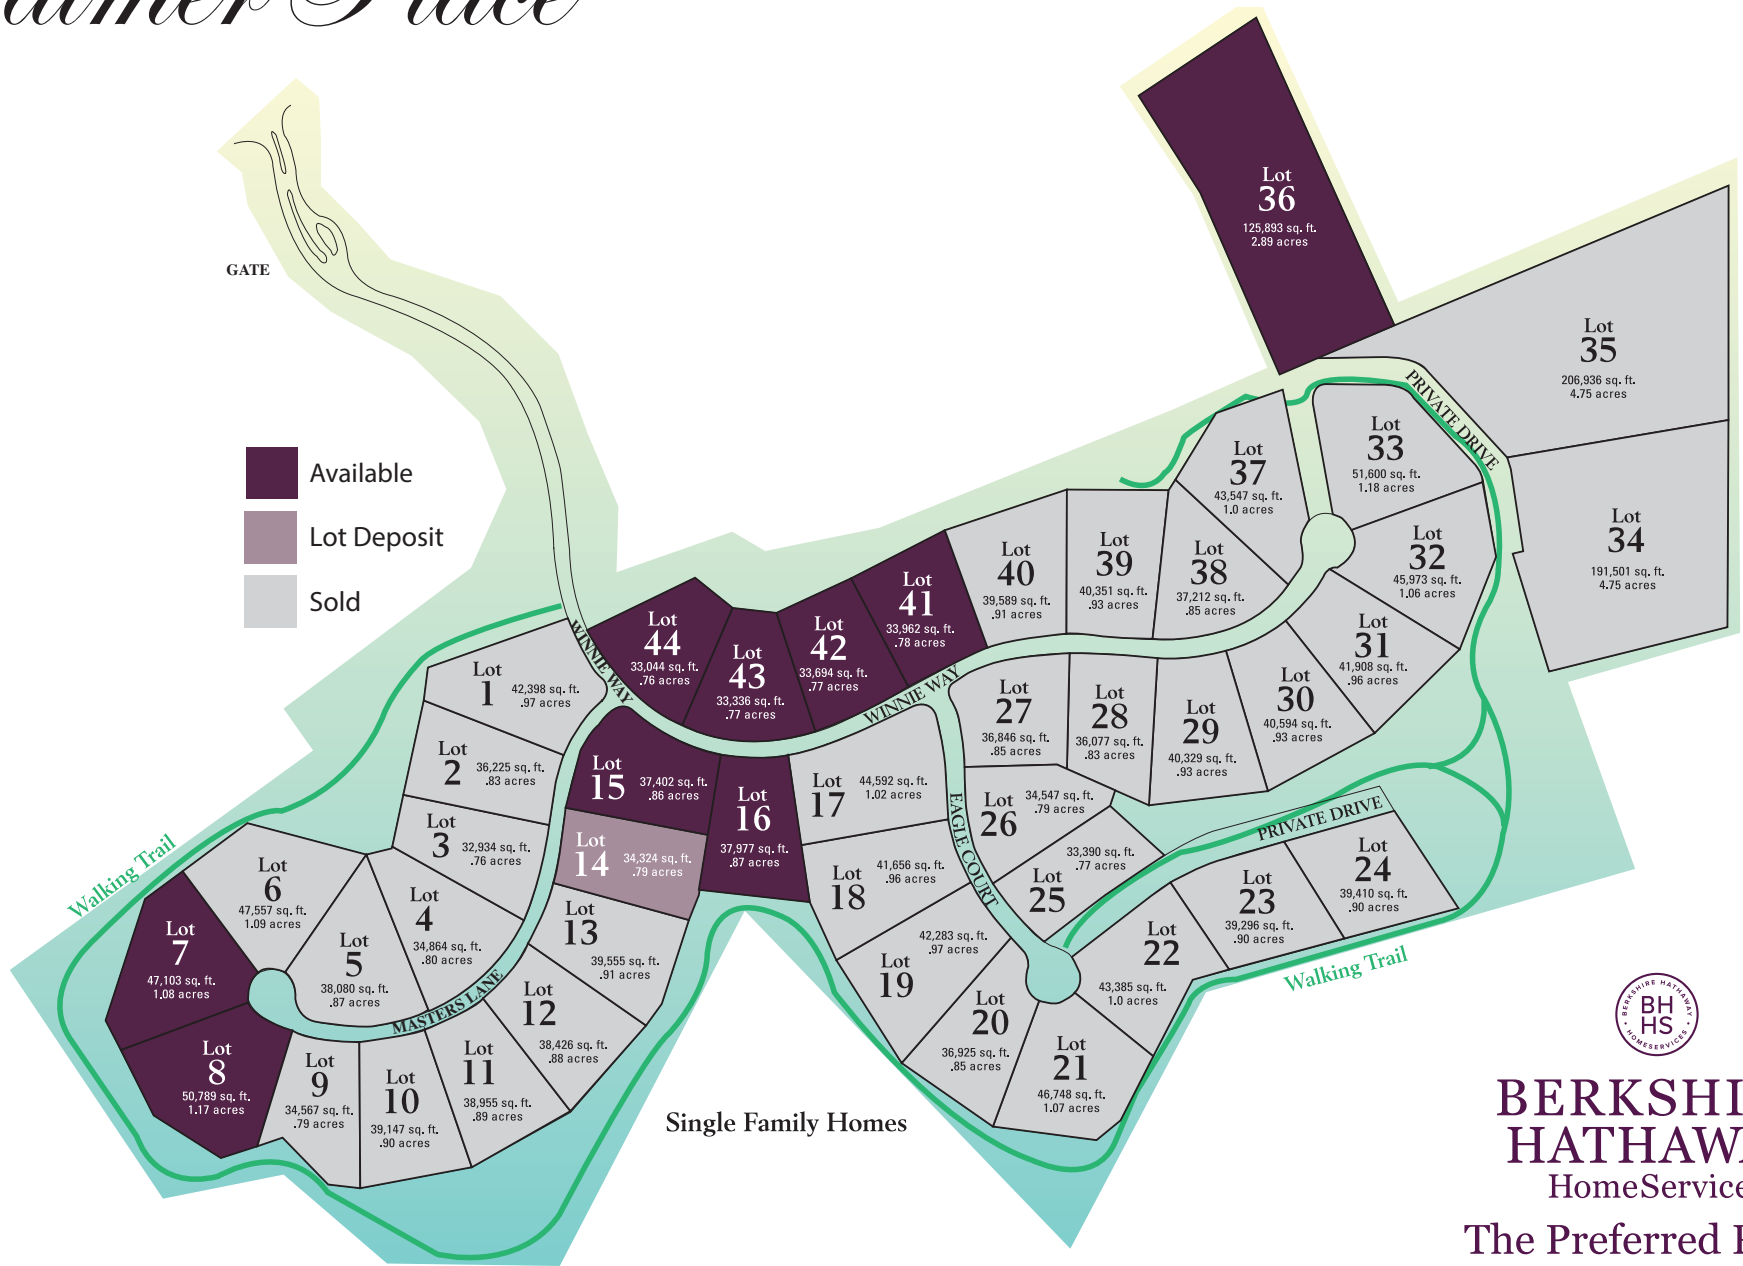 Place
GATE
Available
Lot Deposit
Sold
Lot
36
125,893 sq. ft.
2.89 acres
Lot
35
206,936 sq. ft.
4.75 acres
Lot
34
191,501 sq. ft.
4.75 acres
PRIVATE DRIVE
Lot
33
51,600 sq. ft.
1.18 acres
Lot
37
43,547 sq. ft.
1.0 acres
Lot
32
45,973 sq. ft.
1.06 acres
Lot
38
37,212 sq. ft.
.85 acres
Lot
39
40,351 sq. ft.
.93 acres
Lot
40
39,589 sq. ft.
.91 acres
Lot
41
33,962 sq. ft.
.78 acres
Lot
42
33,694 sq. ft.
.77 acres
Lot
43
33,336 sq. ft.
.77 acres
Lot
44
33,044 sq. ft.
.76 acres
WINNIE WAY
WINNIE WAY
Lot
31
41,908 sq. ft.
.96 acres
Lot
30
40,594 sq. ft.
.93 acres
Lot
29
40,329 sq. ft.
.93 acres
Lot
28
36,077 sq. ft.
.83 acres
Lot
27
36,846 sq. ft.
.85 acres
Lot
26
34,547 sq. ft.
.79 acres
Lot
25
33,390 sq. ft.
.77 acres
EAGLE COURT
PRIVATE DRIVE
Lot
24
39,410 sq. ft.
.90 acres
Lot
23
39,296 sq. ft.
.90 acres
Lot
22
43,385 sq. ft.
1.0 acres
Lot
21
46,748 sq. ft.
1.07 acres
Lot
20
36,925 sq. ft.
.85 acres
Lot
19
42,283 sq. ft.
.97 acres
Lot
18
41,656 sq. ft.
.96 acres
Lot
17
44,592 sq. ft.
1.02 acres
Lot
16
37,977 sq. ft.
.87 acres
Lot
15
37,402 sq. ft.
.86 acres
Lot
14
34,324 sq. ft.
.79 acres
Lot
13
39,555 sq. ft.
.91 acres
Lot
12
38,426 sq. ft.
.88 acres
Lot
11
38,955 sq. ft.
.89 acres
Lot
10
39,147 sq. ft.
.90 acres
Lot
9
34,567 sq. ft.
.79 acres
Lot
8
50,789 sq. ft.
1.17 acres
Lot
7
47,103 sq. ft.
1.08 acres
Lot
6
47,557 sq. ft.
1.09 acres
Lot
5
38,080 sq. ft.
.87 acres
Lot
4
34,864 sq. ft.
.80 acres
Lot
3
32,934 sq. ft.
.76 acres
Lot
2
36,225 sq. ft.
.83 acres
Lot
1
42,398 sq. ft.
.97 acres
MASTERS LANE
Walking Trail
Walking Trail
Single Family Homes
BERKSHIRE HATHAWAY
BH
HS
HOMESERVICES
BERKSHI
HATHAWA
HomeService
The Preferred